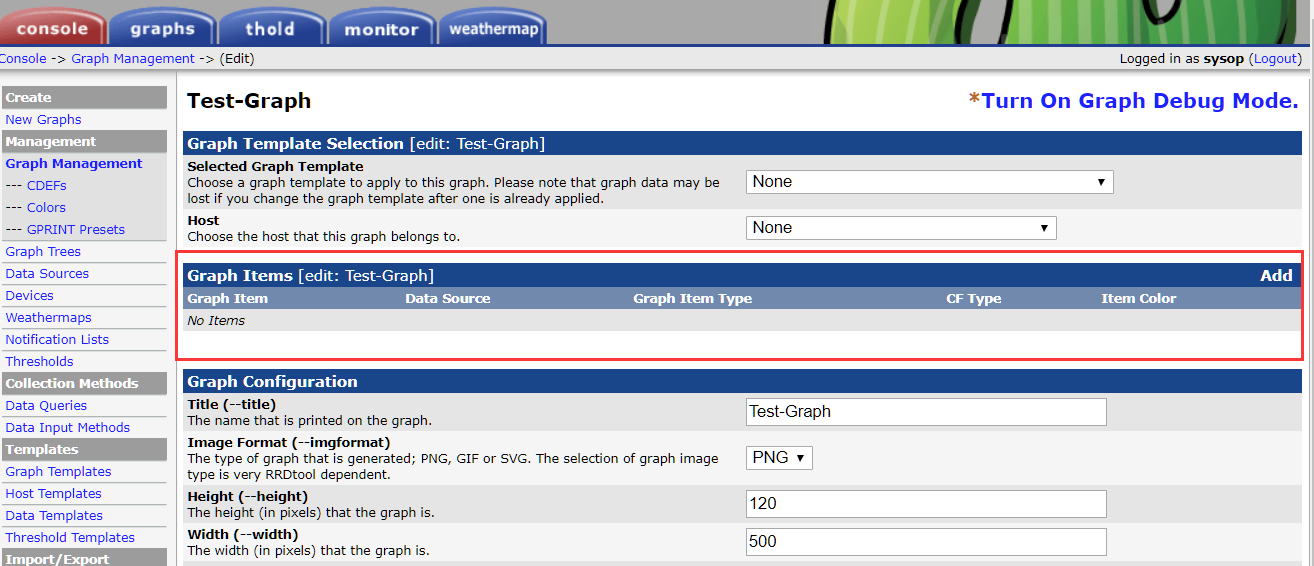 console graphs thold monitor weathermap
Console -> Graph Management -> (Edit) Logged in as sysop (Logout)
Create
New Graphs
Management
Graph Management
--- CDEFs
--- Colors
--- GPRINT Presets
Graph Trees
Data Sources
Devices
Weathermaps
Notification Lists
Thresholds
Collection Methods
Data Queries
Data Input Methods
Templates
Graph Templates
Host Templates
Data Templates
Threshold Templates
Import/Export
Test-Graph *Turn On Graph Debug Mode.
Graph Template Selection [edit: Test-Graph]
Selected Graph Template
Choose a graph template to apply to this graph. Please note that graph data may be
lost if you change the graph template after one is already applied.
None
Host
Choose the host that this graph belongs to.
None
Graph Items [edit: Test-Graph] Add
Graph Item Data Source Graph Item Type CF Type Item Color
No Items
Graph Configuration
Title (--title)
The name that is printed on the graph.
Test-Graph
Image Format (--imgformat)
The type of graph that is generated; PNG, GIF or SVG. The selection of graph image
type is very RRDtool dependent.
PNG
Height (--height)
The height (in pixels) that the graph is.
120
Width (--width)
The width (in pixels) that the graph is.
500